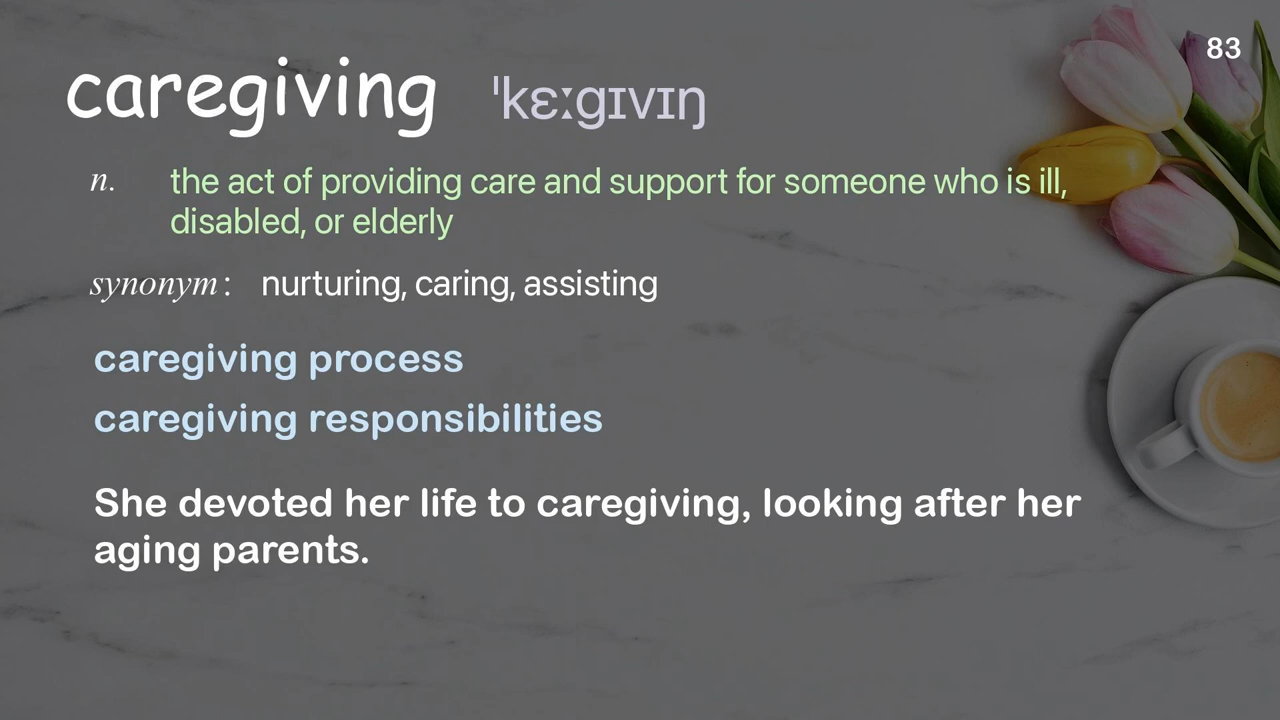 83
caregiving ˈkɛːgɪvɪŋ
n. the act of providing care and support for someone who is ill,
disabled, or elderly
synonym: nurturing, caring, assisting
caregiving process
caregiving responsibilities
She devoted her life to caregiving, looking after her
aging parents.